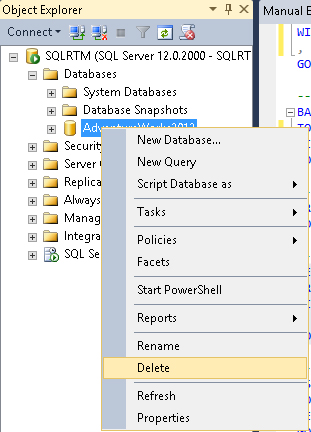 Object Explorer
Manual B
Connect
SQLRTM (SQL Server 12.0.2000 - SQLRT
Databases
System Databases
Database Snapshots
New Database...
New Query
Script Database as
Tasks
Policies
Facets
Start PowerShell
Reports
Rename
Delete
Refresh
Properties
Security
Server
Replica
Always
Manag
Integra
SQL Se
WI
,
GO
--
BA
TO